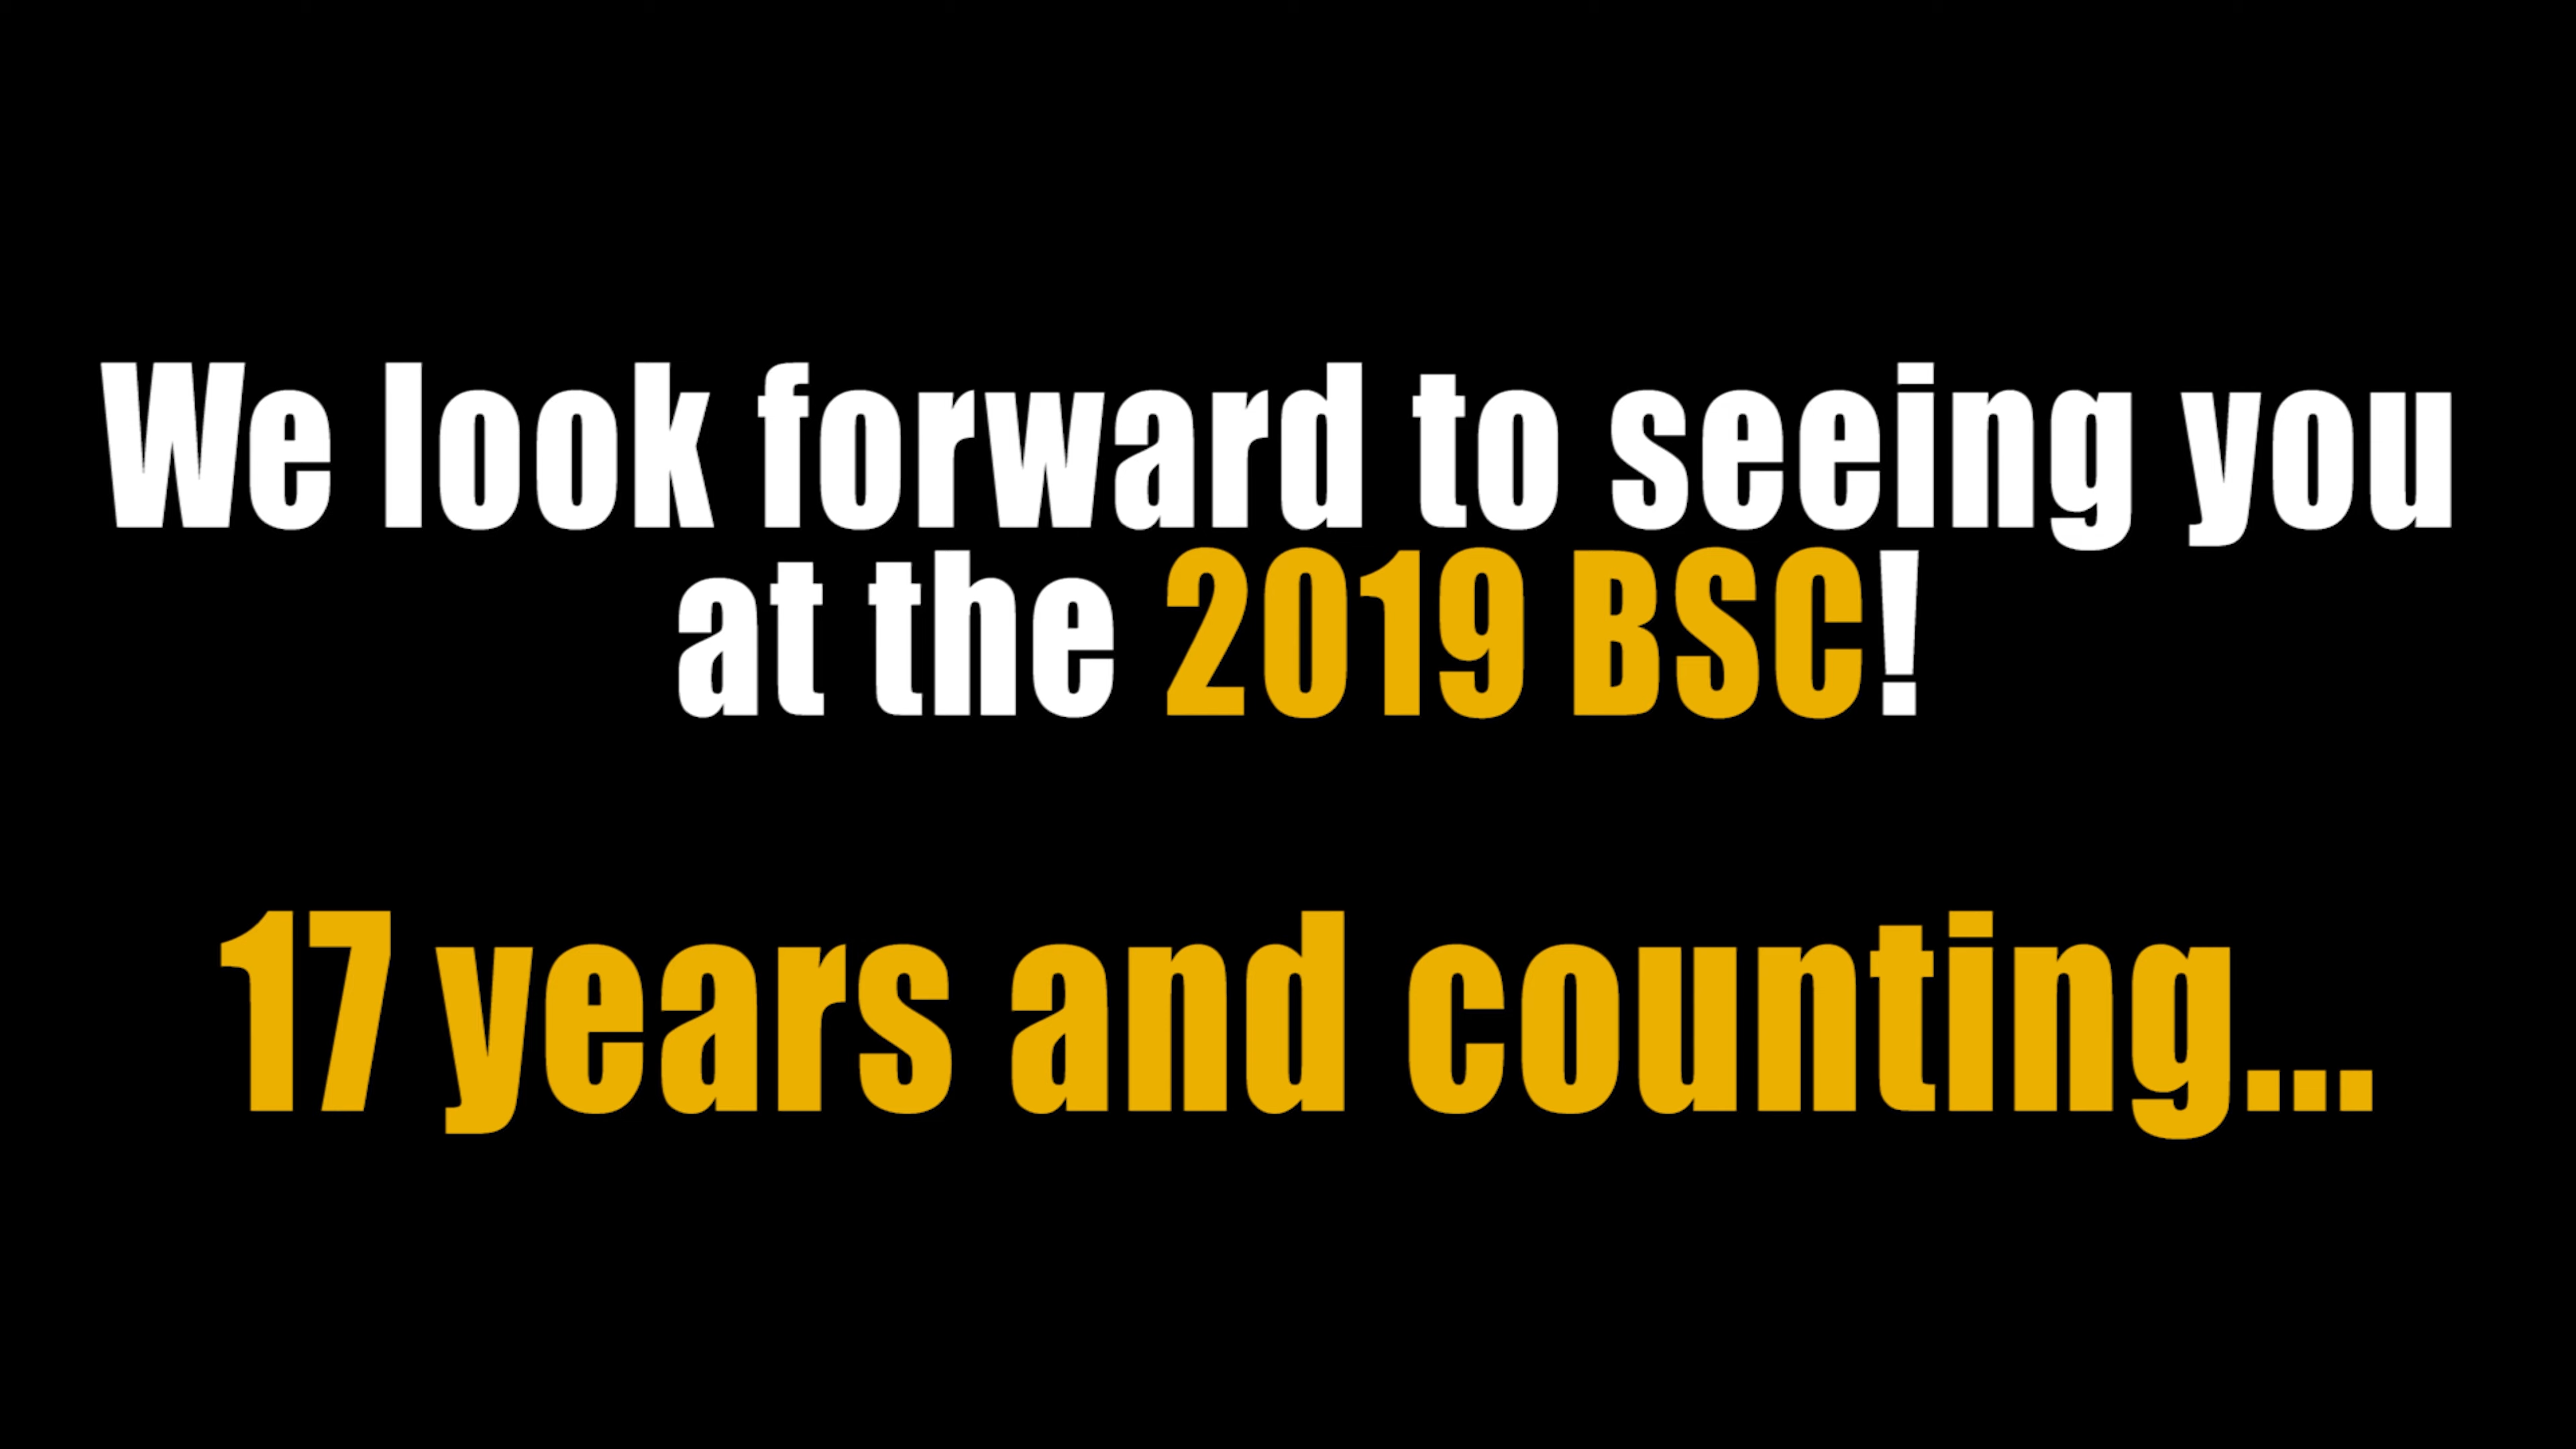 We look forward to seeing you
at the 2019 BSC!
17 years and counting...